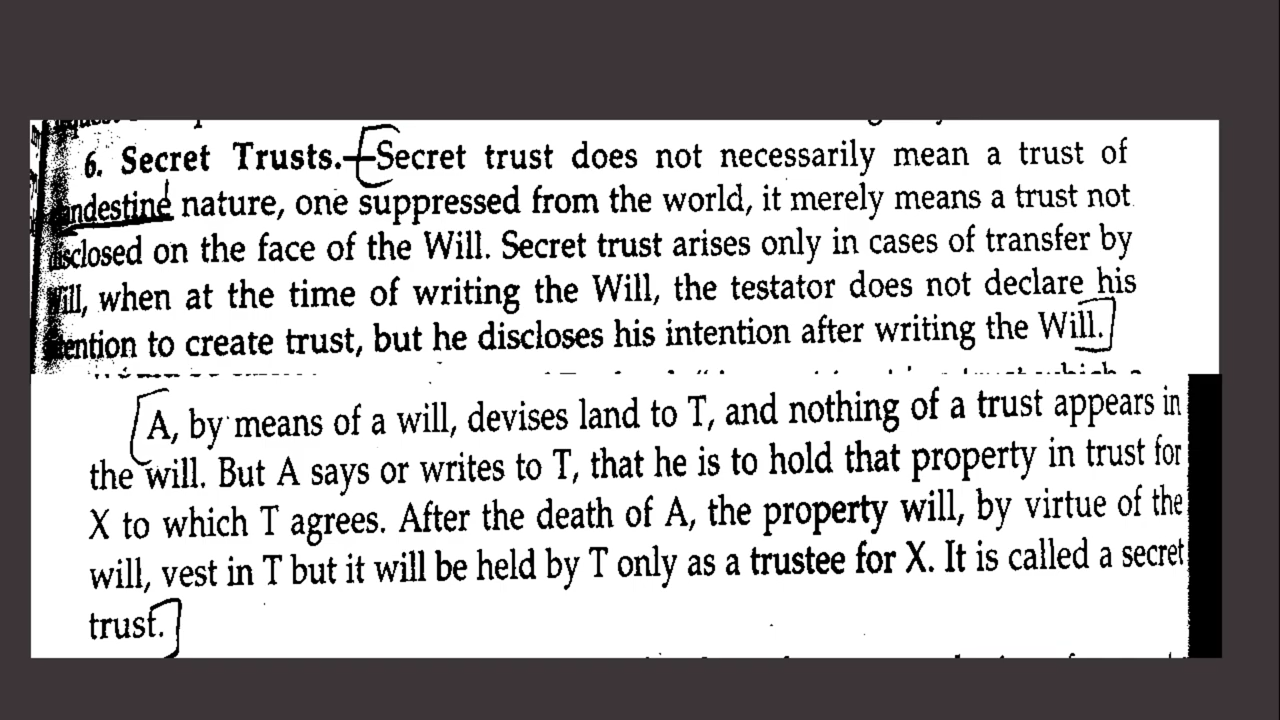 6. Secret Trusts.—Secret trust does not necessarily mean a trust of
clandestine nature, one suppressed from the world, it merely means a trust not
disclosed on the face of the Will. Secret trust arises only in cases of transfer by
Will, when at the time of writing the Will, the testator does not declare his
intention to create trust, but he discloses his intention after writing the Will.
A, by means of a will, devises land to T, and nothing of a trust appears in
the will. But A says or writes to T, that he is to hold that property in trust for
X to which T agrees. After the death of A, the property will, by virtue of the
will, vest in T but it will be held by T only as a trustee for X. It is called a secret
trust.